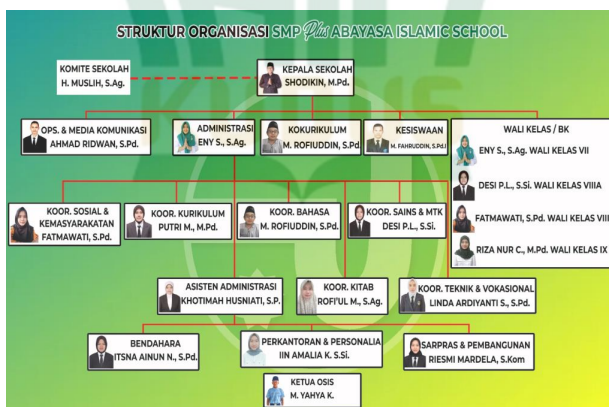 STRUKTUR ORGANISASI SMP Plus ABAYASA ISLAMIC SCHOOL
KOMITE SEKOLAH
H. MUSLIH, S.Ag.
KEPALA SEKOLAH
SHODIKIN, M.Pd.
OPS. & MEDIA KOMUNIKASI
AHMAD RIDWAN, S.Pd.
ADMINISTRASI
ENY S., S.Ag.
KOKURIKULUM
M. ROFIUDDIN, S.Pd
KESISWAAN
M. FAHRUDDIN, S.Pd.I
WALI KELAS / BK
ENY S., S.Ag. WALI KELAS VII
DESI P.L., S.Si. WALI KELAS VIIIA
FATMAWATI, S.Pd. WALI KELAS VIII
RIZA NUR C., M.Pd. WALI KELAS IX
KOOR. SOSIAL &
KEMASYARAKATAN
FATMAWATI, S.Pd.
KOOR. KURIKULUM
PUTRI M., M.Pd.
KOOR. BAHASA
M. ROFIUDDIN, S.Pd
KOOR. SAINS & MTK
DESI P.L., S.Si.
ASISTEN ADMINISTRASI
KHOTIMAH HUSNIATI, S.P.
KOOR. KITAB
ROFI'UL M., S.Ag.
KOOR. TEKNIK & VOKASIONAL
LINDA ARDIYANTI S., S.Pd.
BENDAHARA
ITSNA AINUN N., S.Pd.
PERKANTORAN & PERSONALIA
IIN AMALIA K. S.Si.
SARPRAS & PEMBANGUNAN
RIESMI MARDELA, S.Kom
KETUA OSIS
M. YAHYA K.